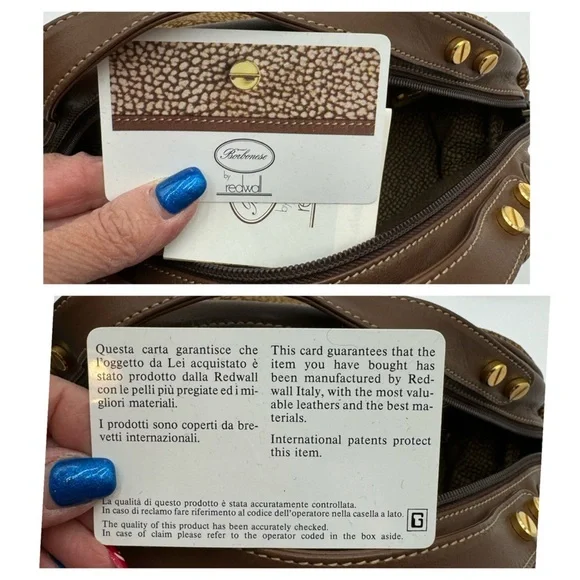 Borbonese
by
redwall
B
by
r
Questa carta garantisce che
l'oggetto da Lei acquistato è
stato prodotto dalla Redwall
con le pelli più pregiate ed i mi-
gliori materiali.
I prodotti sono coperti da bre-
vetti internazionali.
This card guarantees that the
item you have bought has
been manufactured by Red-
wall Italy, with the most valu-
able leathers and the best ma-
terials.
International patents protect
this item.
La qualità di questo prodotto è stata accuratamente controllata.
In caso di reclamo fare riferimento al codice dell'operatore nella casella a lato.
The quality of this product has been accurately checked.
In case of claim please refer to the operator coded in the box aside.
G